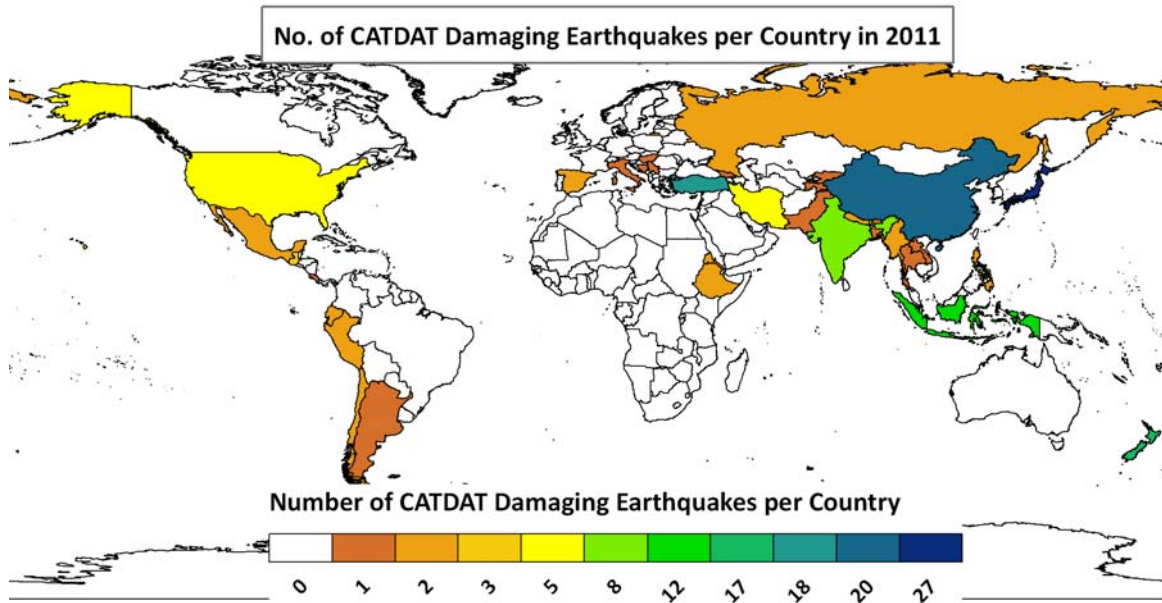 No. of CATDAT Damaging Earthquakes per Country in 2011
Number of CATDAT Damaging Earthquakes per Country
0 1 2 3 5 8 12 17 18 20 27